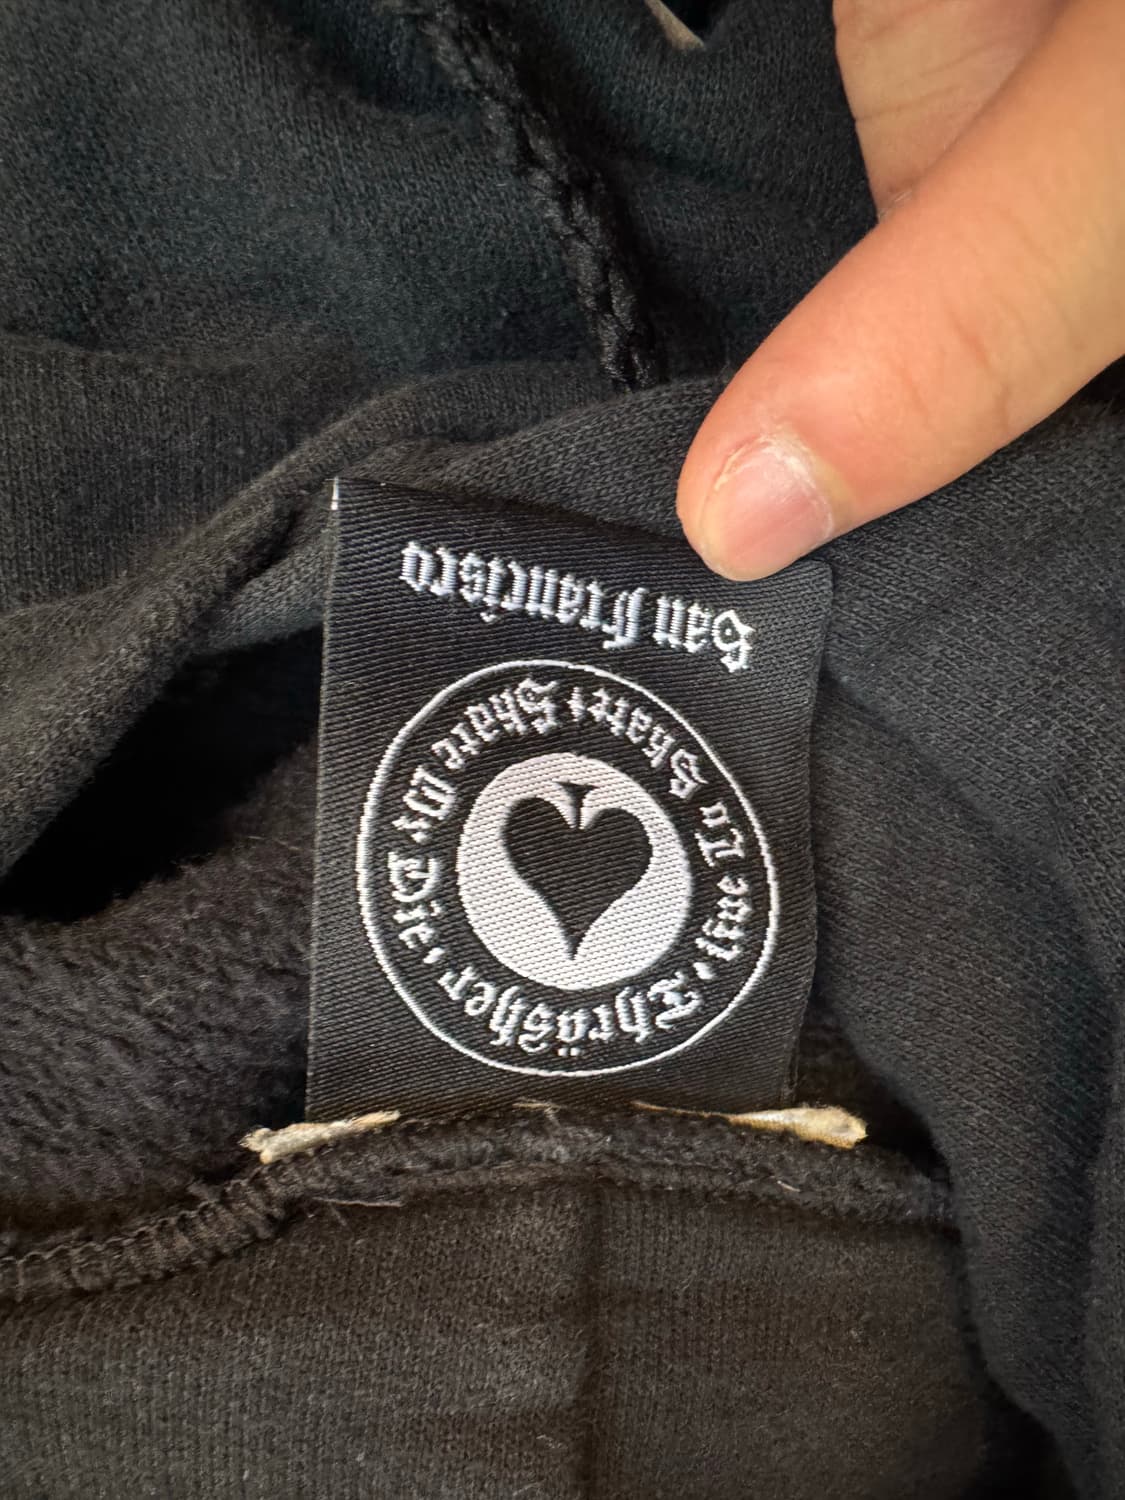 Thräsher
Live To Skate • Skate Or Die
San Francisco